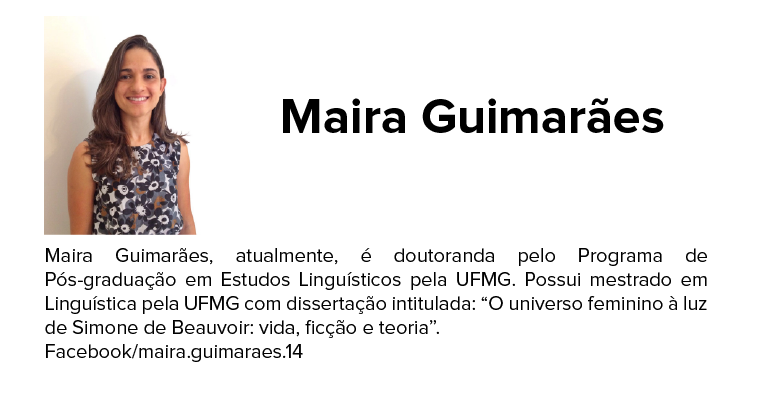 Maira Guimarães
Maira Guimarães, atualmente, é doutoranda pelo Programa de
Pós-graduação em Estudos Linguísticos pela UFMG. Possui mestrado em
Linguística pela UFMG com dissertação intitulada: “O universo feminino à luz
de Simone de Beauvoir: vida, ficção e teoria”.
Facebook/maira.guimaraes.14